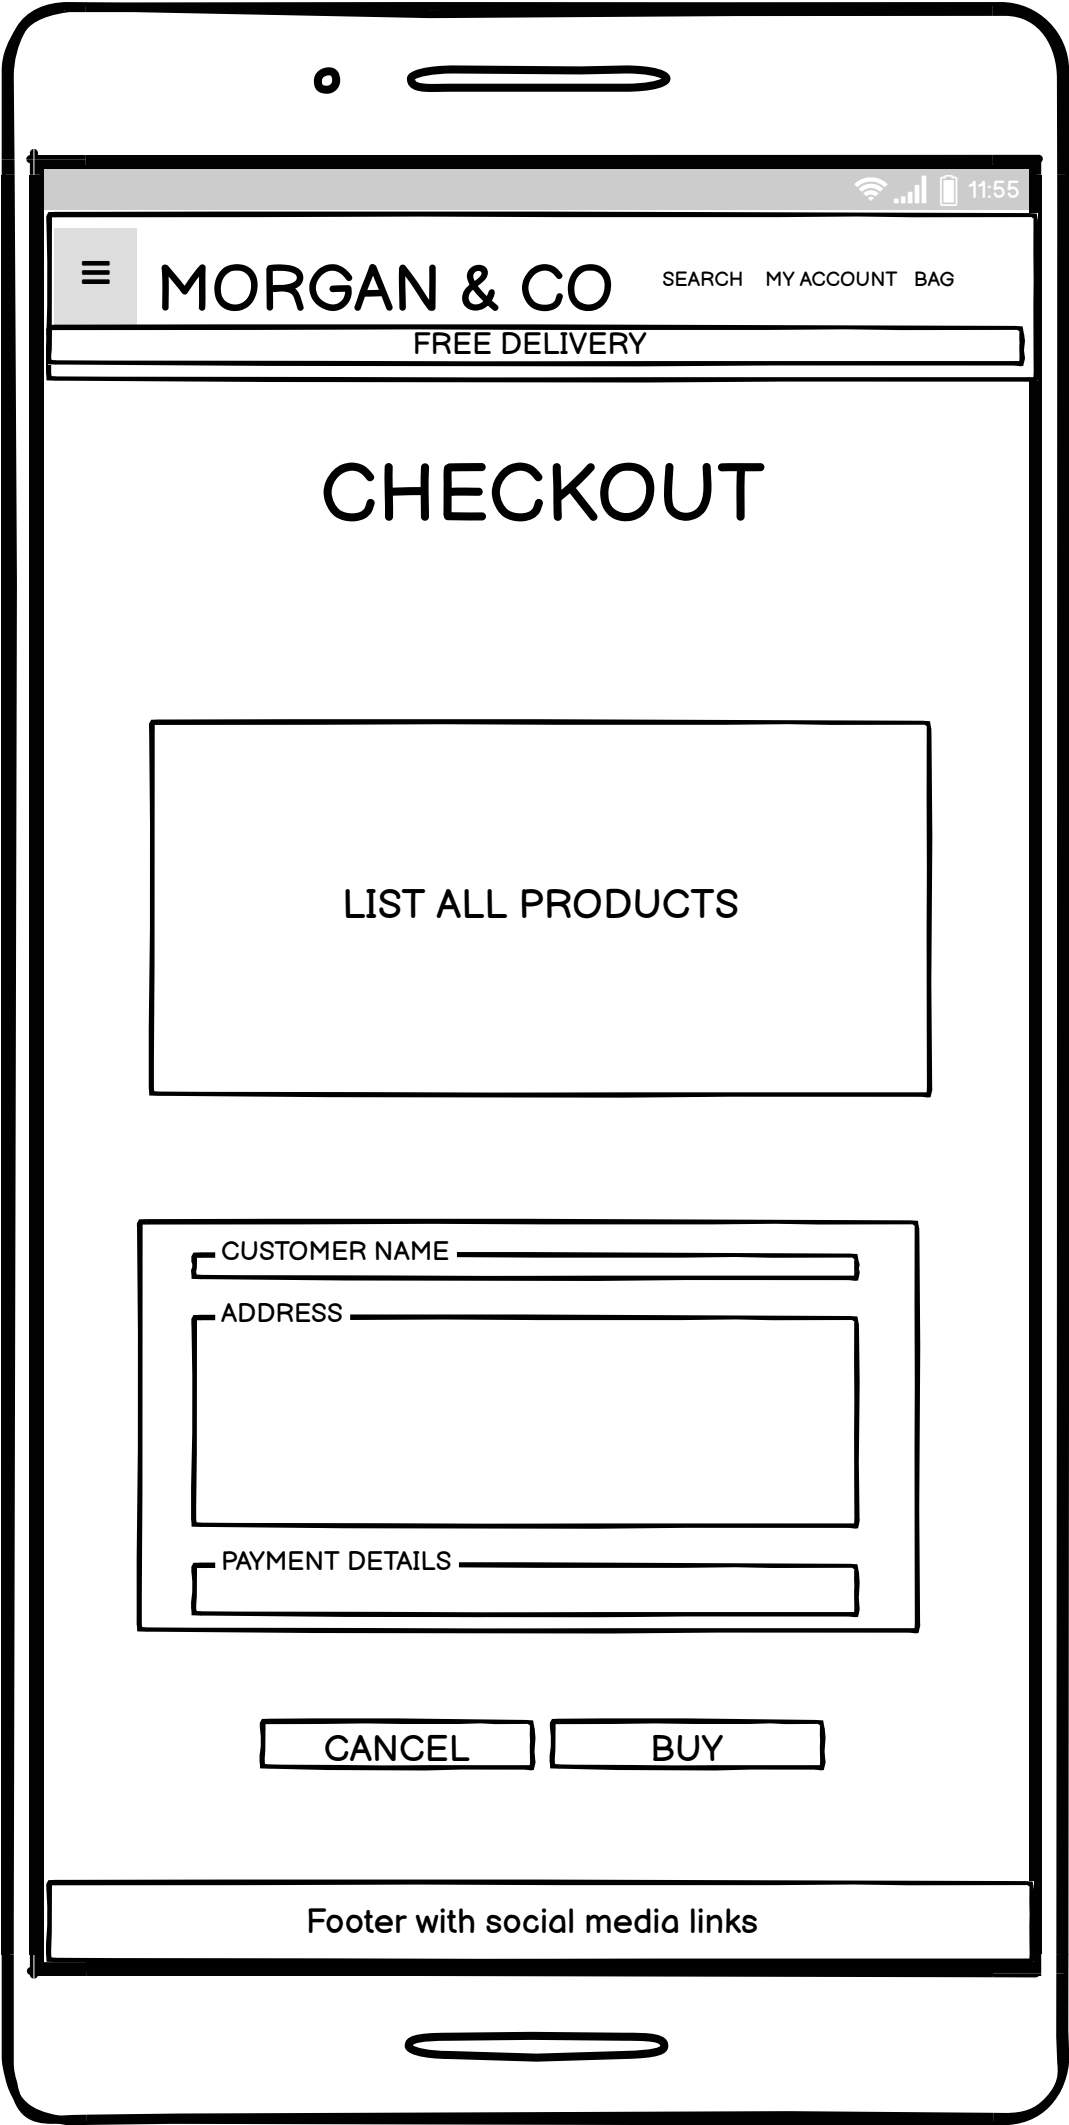 11:55
MORGAN & CO SEARCH MY ACCOUNT BAG
FREE DELIVERY
CHECKOUT
LIST ALL PRODUCTS
CUSTOMER NAME
ADDRESS
PAYMENT DETAILS
CANCEL BUY
Footer with social media links